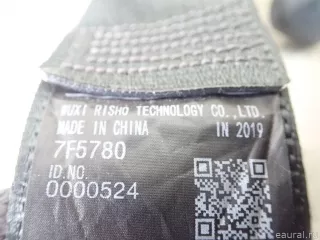 WUXI RISHO TECHNOLOGY CO.,LTD.
MADE IN CHINA IN 2019
7F5780
ID.NO.
0000524
eaural.ru